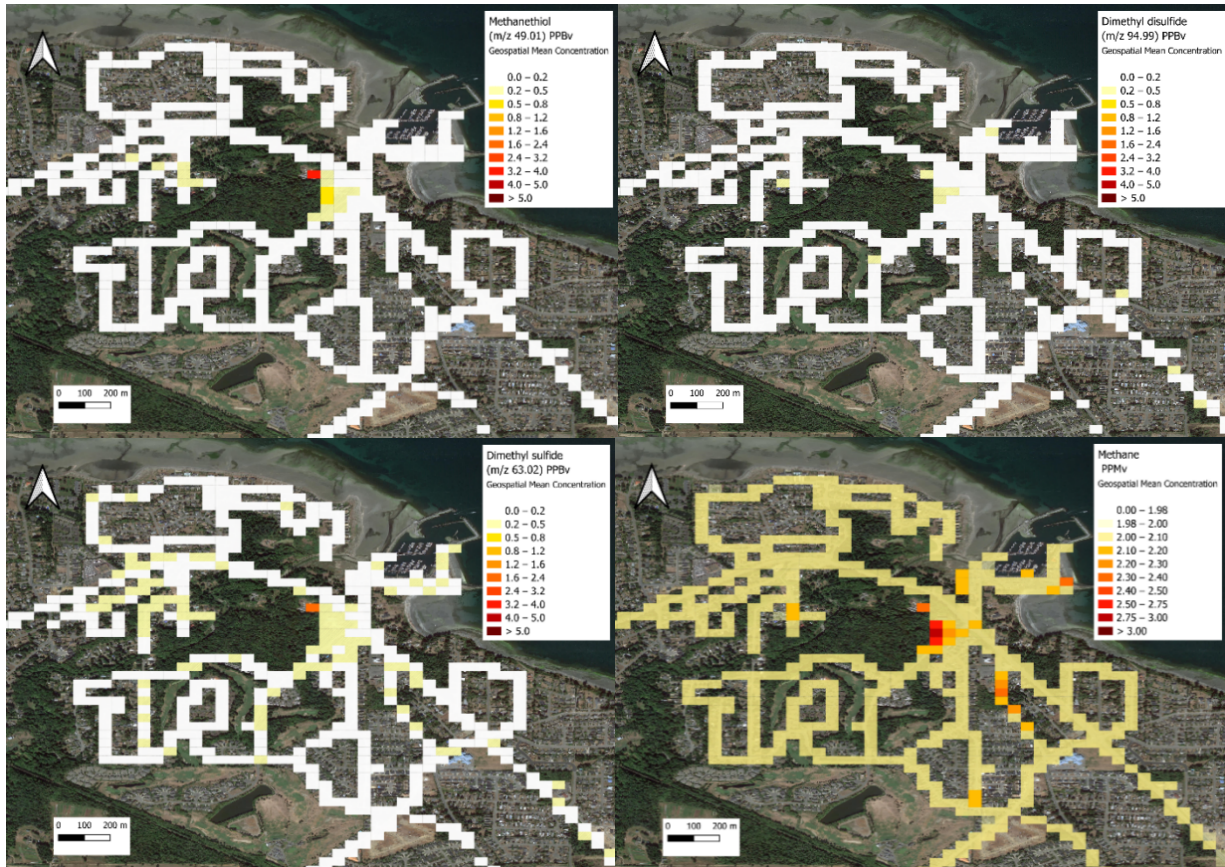 Methanethiol
(m/z 49.01) PPBv
Geospatial Mean Concentration
0.0 – 0.2
0.2 – 0.5
0.5 – 0.8
0.8 – 1.2
1.2 – 1.6
1.6 – 2.4
2.4 – 3.2
3.2 – 4.0
4.0 – 5.0
> 5.0
0 100 200 m
Dimethyl disulfide
(m/z 94.99) PPBv
Geospatial Mean Concentration
0.0 – 0.2
0.2 – 0.5
0.5 – 0.8
0.8 – 1.2
1.2 – 1.6
1.6 – 2.4
2.4 – 3.2
3.2 – 4.0
4.0 – 5.0
> 5.0
0 100 200 m
Dimethyl sulfide
(m/z 63.02) PPBv
Geospatial Mean Concentration
0.0 – 0.2
0.2 – 0.5
0.5 – 0.8
0.8 – 1.2
1.2 – 1.6
1.6 – 2.4
2.4 – 3.2
3.2 – 4.0
4.0 – 5.0
> 5.0
0 100 200 m
Methane
PPMv
Geospatial Mean Concentration
0.00 – 1.98
1.98 – 2.00
2.00 – 2.10
2.10 – 2.20
2.20 – 2.30
2.30 – 2.40
2.40 – 2.50
2.50 – 2.75
2.75 – 3.00
> 3.00
0 100 200 m